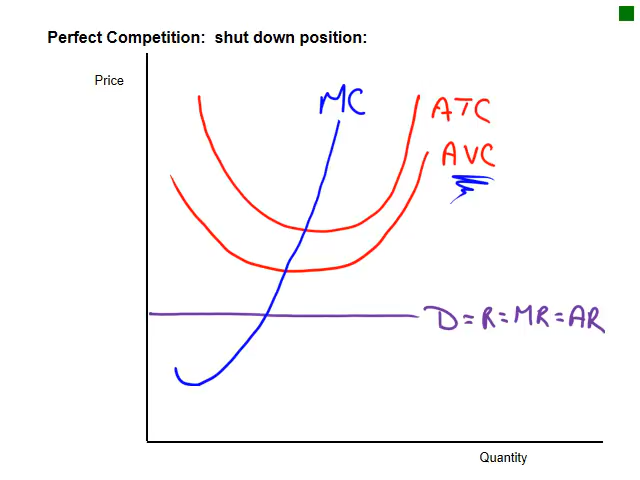 Perfect Competition: shut down position:
Price
MC
ATC
AVC
D=R=MR=AR
Quantity